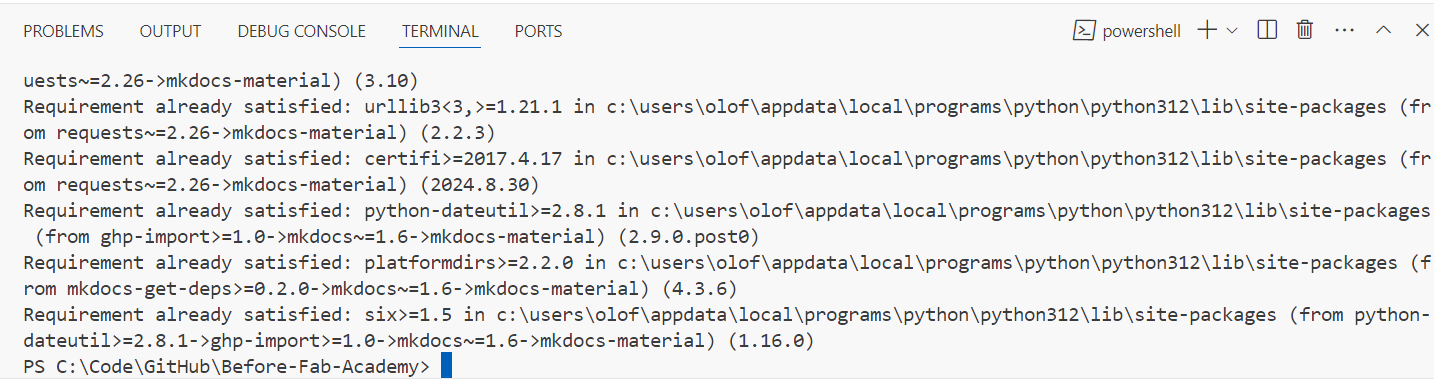 PROBLEMS OUTPUT DEBUG CONSOLE TERMINAL PORTS powershell
uests~=2.26->mkdocs-material) (3.10)
Requirement already satisfied: urllib3<3,>=1.21.1 in c:\users\olof\appdata\local\programs\python\python312\lib\site-packages (fr
om requests~=2.26->mkdocs-material) (2.2.3)
Requirement already satisfied: certifi>=2017.4.17 in c:\users\olof\appdata\local\programs\python\python312\lib\site-packages (fr
om requests~=2.26->mkdocs-material) (2024.8.30)
Requirement already satisfied: python-dateutil>=2.8.1 in c:\users\olof\appdata\local\programs\python\python312\lib\site-packages
 (from ghp-import>=1.0->mkdocs~=1.6->mkdocs-material) (2.9.0.post0)
Requirement already satisfied: platformdirs>=2.2.0 in c:\users\olof\appdata\local\programs\python\python312\lib\site-packages (f
rom mkdocs-get-deps>=0.2.0->mkdocs~=1.6->mkdocs-material) (4.3.6)
Requirement already satisfied: six>=1.5 in c:\users\olof\appdata\local\programs\python\python312\lib\site-packages (from python-
dateutil>=2.8.1->ghp-import>=1.0->mkdocs~=1.6->mkdocs-material) (1.16.0)
PS C:\Code\GitHub\Before-Fab-Academy>